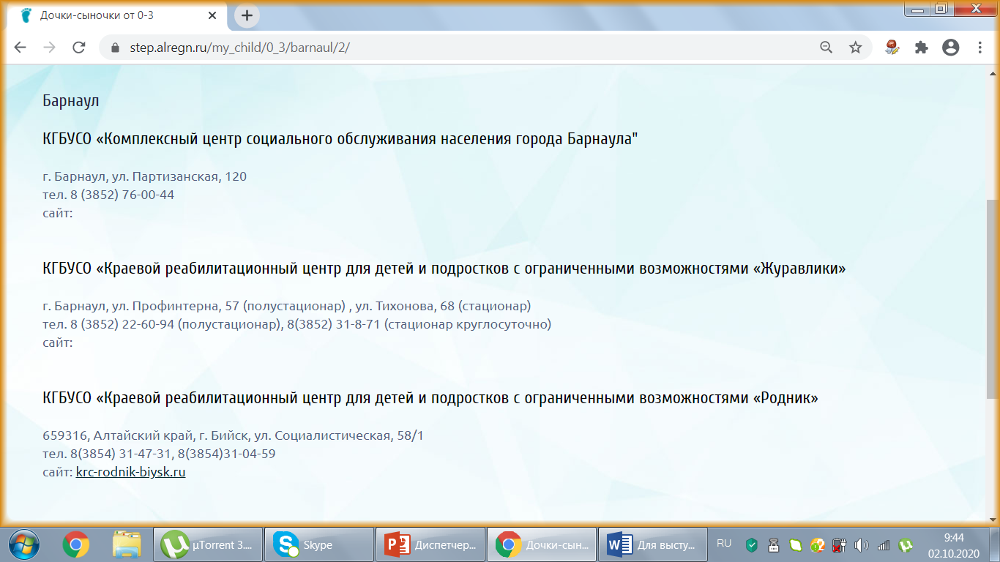 Дочки-сыночки от 0-3
step.alregn.ru/my_child/0_3/barnaul/2/
Барнаул
КГБУСО «Комплексный центр социального обслуживания населения города Барнаула"
г. Барнаул, ул. Партизанская, 120
тел. 8 (3852) 76-00-44
сайт:
КГБУСО «Краевой реабилитационный центр для детей и подростков с ограниченными возможностями «Журавлики»
г. Барнаул, ул. Профинтерна, 57 (полустационар) , ул. Тихонова, 68 (стационар)
тел. 8 (3852) 22-60-94 (полустационар), 8(3852) 31-8-71 (стационар круглосуточно)
сайт:
КГБУСО «Краевой реабилитационный центр для детей и подростков с ограниченными возможностями «Родник»
659316, Алтайский край, г. Бийск, ул. Социалистическая, 58/1
тел. 8(3854) 31-47-31, 8(3854)31-04-59
сайт: krc-rodnik-biysk.ru
µTorrent 3.... Skype Диспетчер... Дочки-сын... Для высту... RU 9:44
02.10.2020